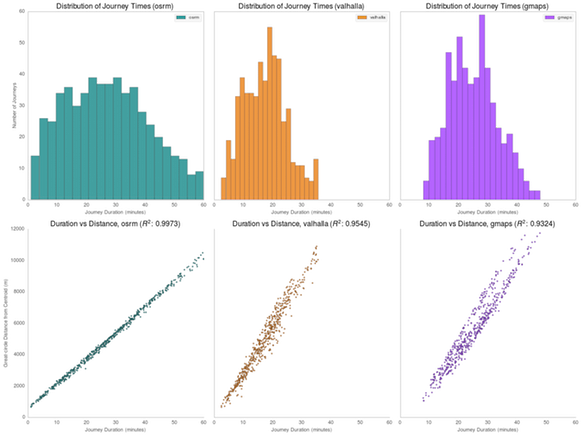 Distribution of Journey Times (osrm)
Distribution of Journey Times (valhalla)
Distribution of Journey Times (gmaps)
osrm
valhalla
gmaps
60
50
40
30
20
10
0
Number of Journeys
0 10 20 30 40 50 60
0 10 20 30 40 50 60
0 10 20 30 40 50 60
Journey Duration (minutes)
Journey Duration (minutes)
Journey Duration (minutes)
Duration vs Distance, osrm (R²: 0.9973)
Duration vs Distance, valhalla (R²: 0.9545)
Duration vs Distance, gmaps (R²: 0.9324)
12000
10000
8000
6000
4000
2000
0
Great-circle Distance from Centroid (m)
0 10 20 30 40 50 60
0 10 20 30 40 50 60
0 10 20 30 40 50 60
Journey Duration (minutes)
Journey Duration (minutes)
Journey Duration (minutes)